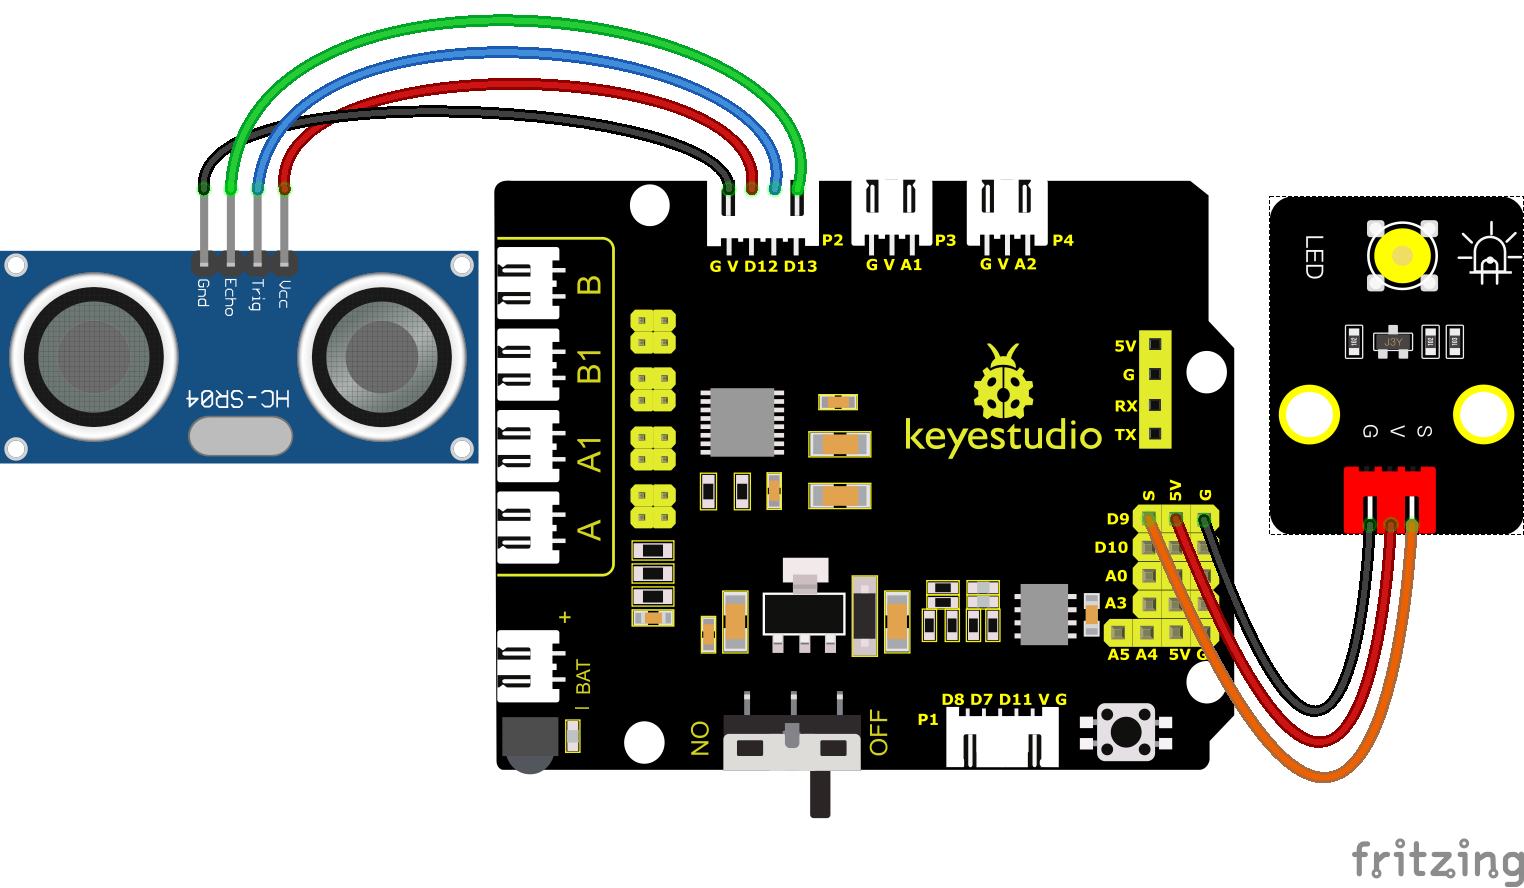 Gnd
Echo
Trig
Vcc
HC-SR04
P2
P3
P4
G V D12 D13
G V A1
G V A2
B
B1
A1
A
5V
G
RX
TX
keyestudio
S 5V G
D9
D10
A0
A3
A5 A4 5V G
+
| BAT
NO
OFF
D8 D7 D11 V G
P1
LED
J3Y
G V S
fritzing